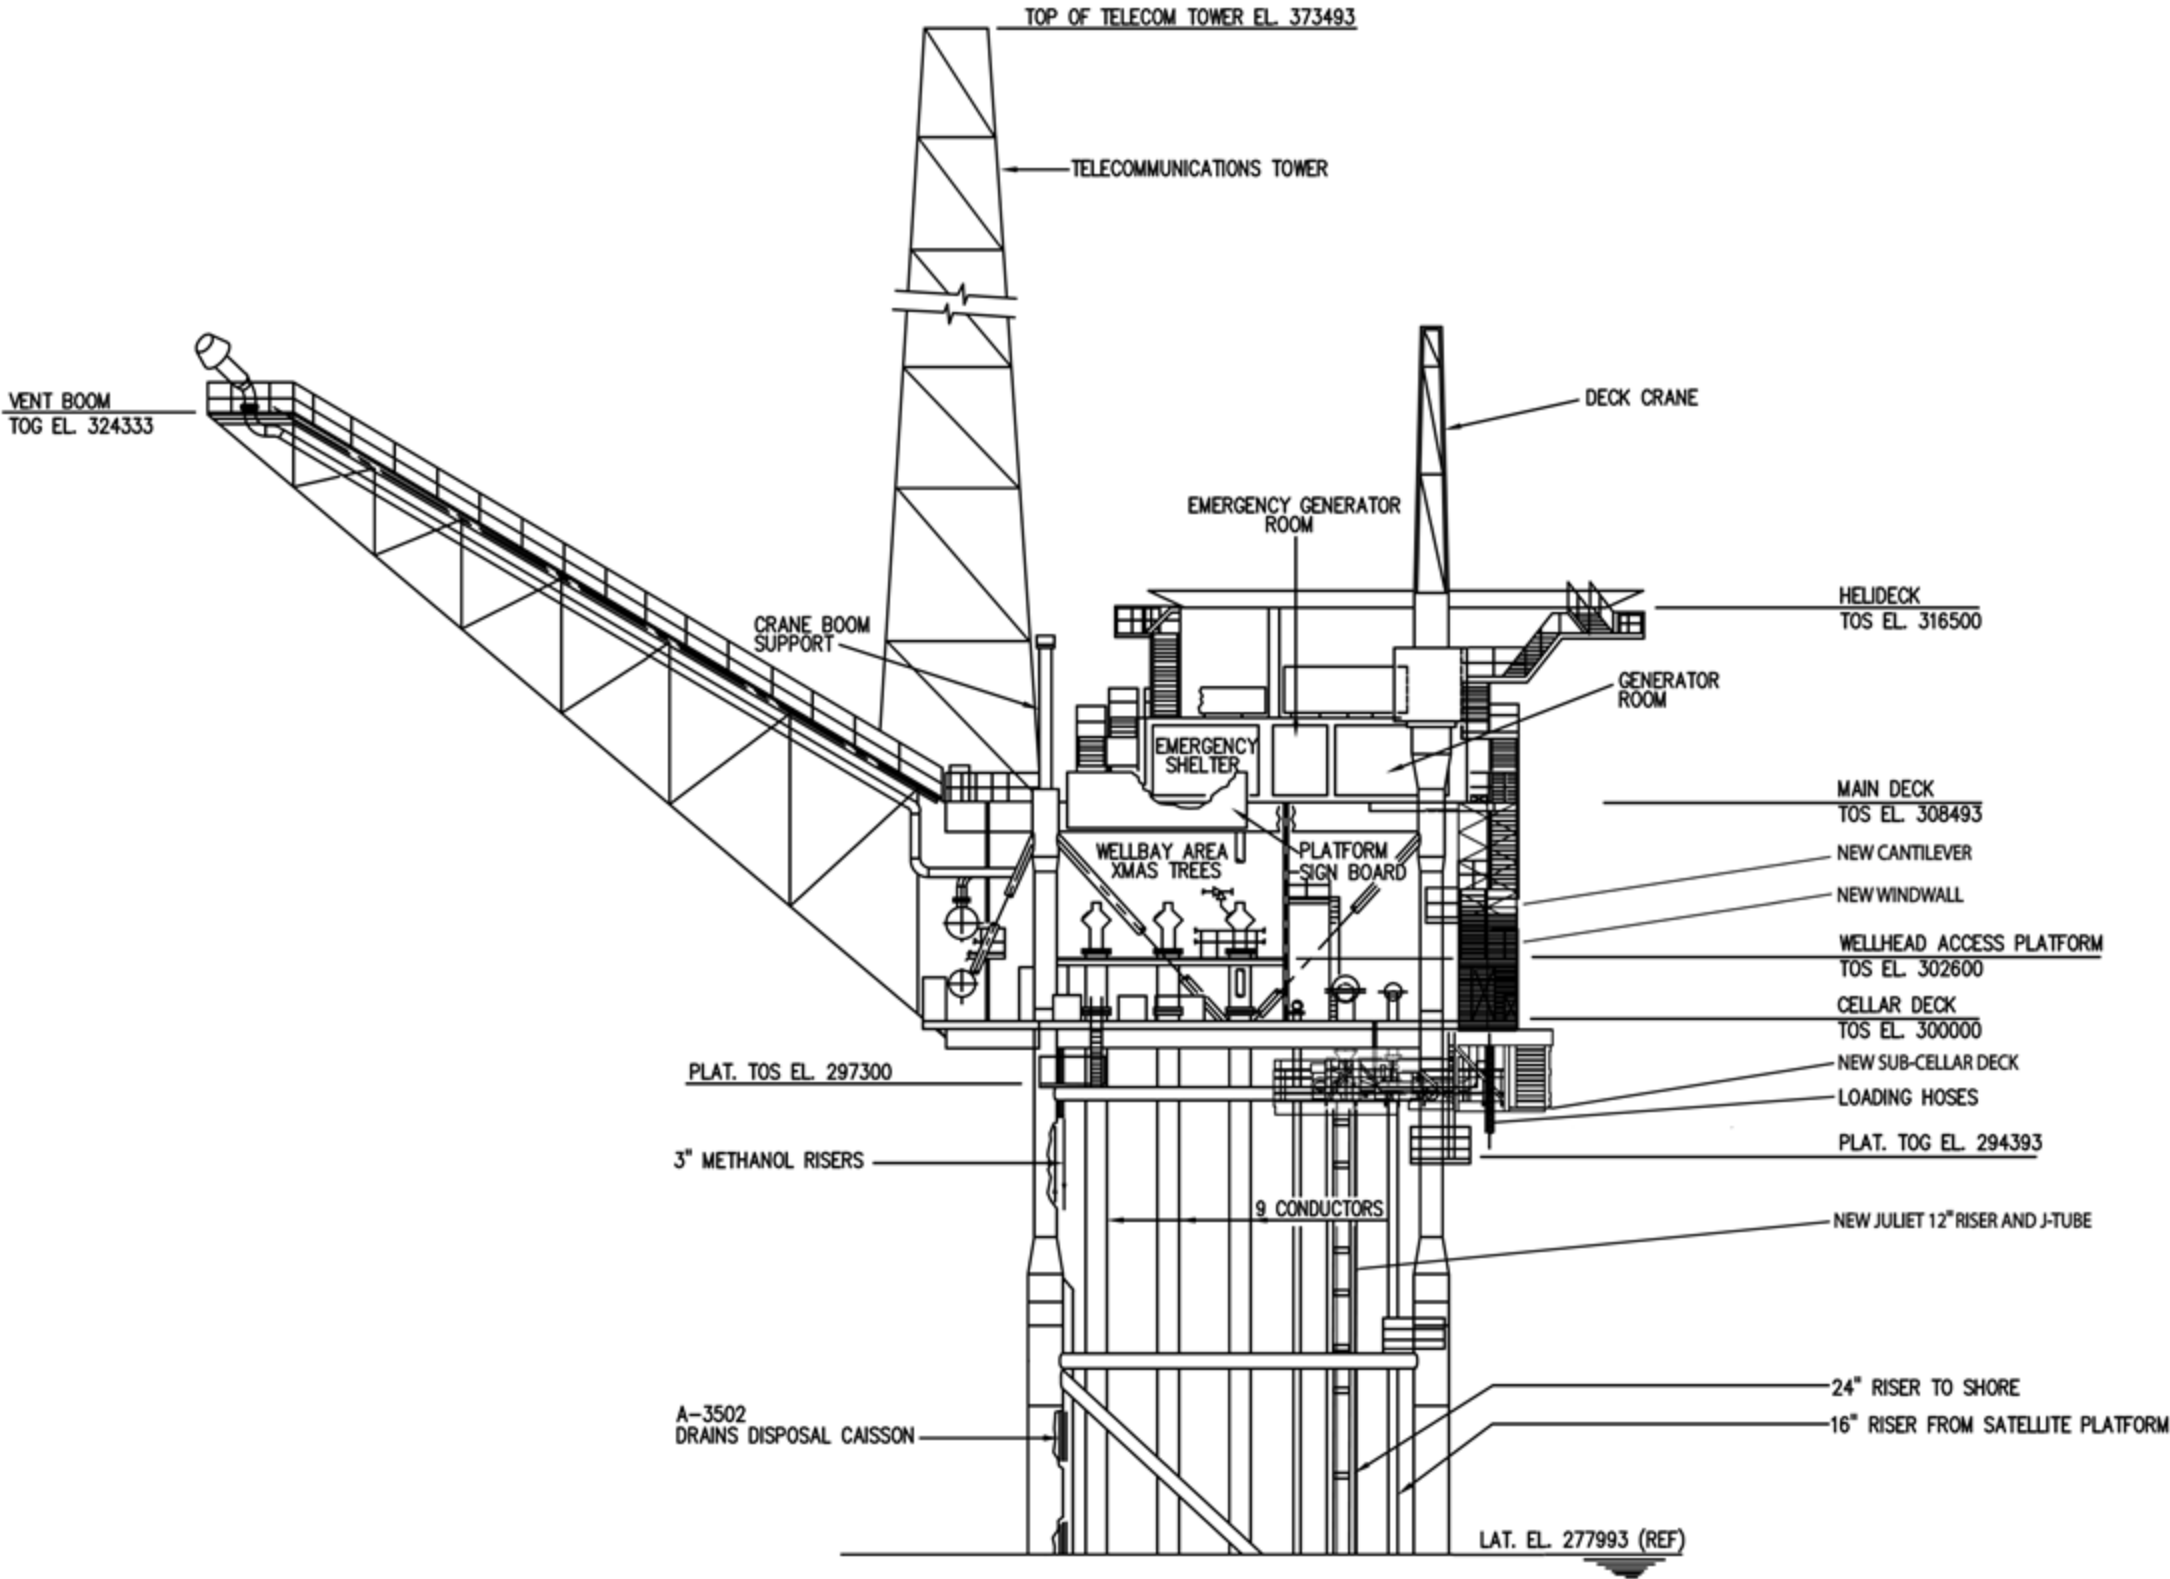 TOP OF TELECOM TOWER EL. 373493
TELECOMMUNICATIONS TOWER
VENT BOOM
TOG EL. 324333
DECK CRANE
EMERGENCY GENERATOR
ROOM
HELIDECK
TOS EL. 316500
CRANE BOOM
SUPPORT
GENERATOR
ROOM
EMERGENCY
SHELTER
MAIN DECK
TOS EL. 308493
WELLBAY AREA
XMAS TREES
PLATFORM
SIGN BOARD
NEW CANTILEVER
NEW WINDWALL
WELLHEAD ACCESS PLATFORM
TOS EL. 302600
CELLAR DECK
TOS EL. 300000
NEW SUB-CELLAR DECK
PLAT. TOS EL. 297300
LOADING HOSES
PLAT. TOG EL. 294393
3" METHANOL RISERS
9 CONDUCTORS
NEW JULIET 12" RISER AND J-TUBE
24" RISER TO SHORE
A-3502
DRAINS DISPOSAL CAISSON
16" RISER FROM SATELLITE PLATFORM
LAT. EL. 277993 (REF)